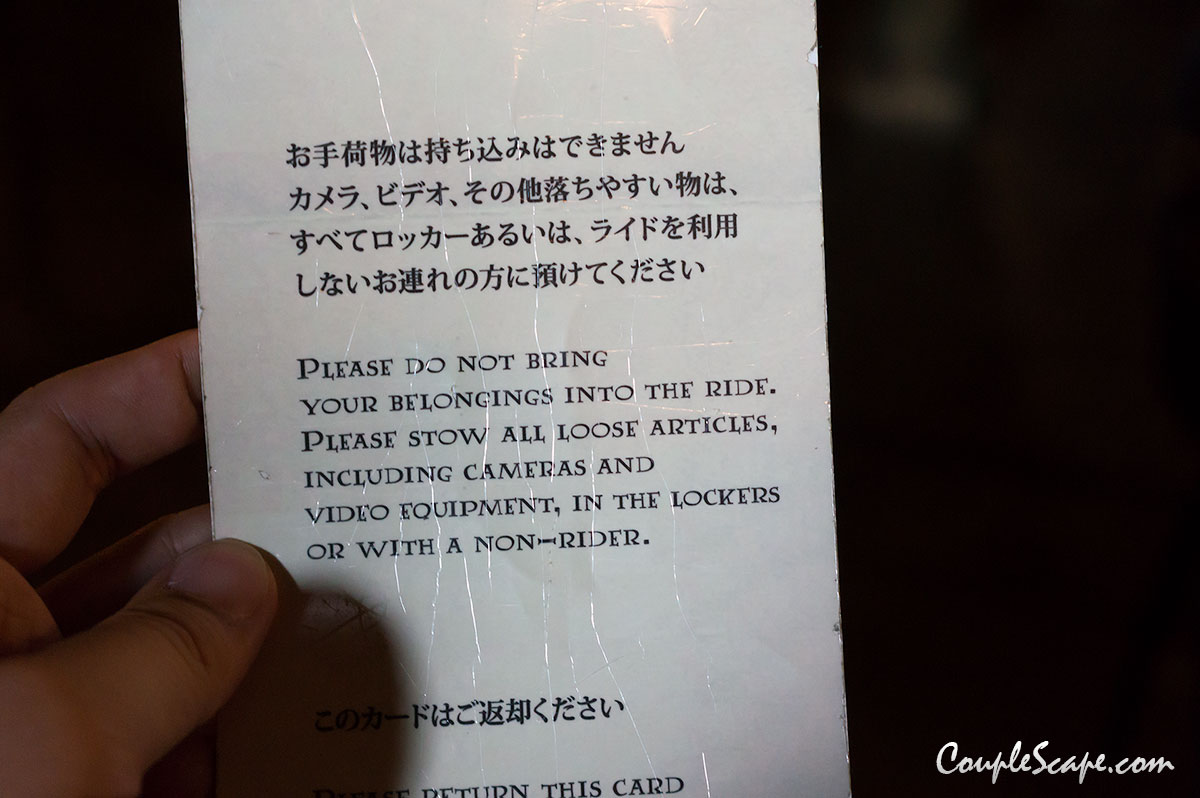 お手荷物は持ち込みはできません
カメラ、ビデオ、その他落ちやすい物は、
すべてロッカーあるいは、ライドを利用
しないお連れの方に預けてください
PLEASE DO NOT BRING
YOUR BELONGINGS INTO THE RIDE.
PLEASE STOW ALL LOOSE ARTICLES,
INCLUDING CAMERAS AND
VIDEO EQUIPMENT, IN THE LOCKERS
OR WITH A NON-RIDER.
このカードはご返却ください
PLEASE RETURN THIS CARD
CoupleScape.com